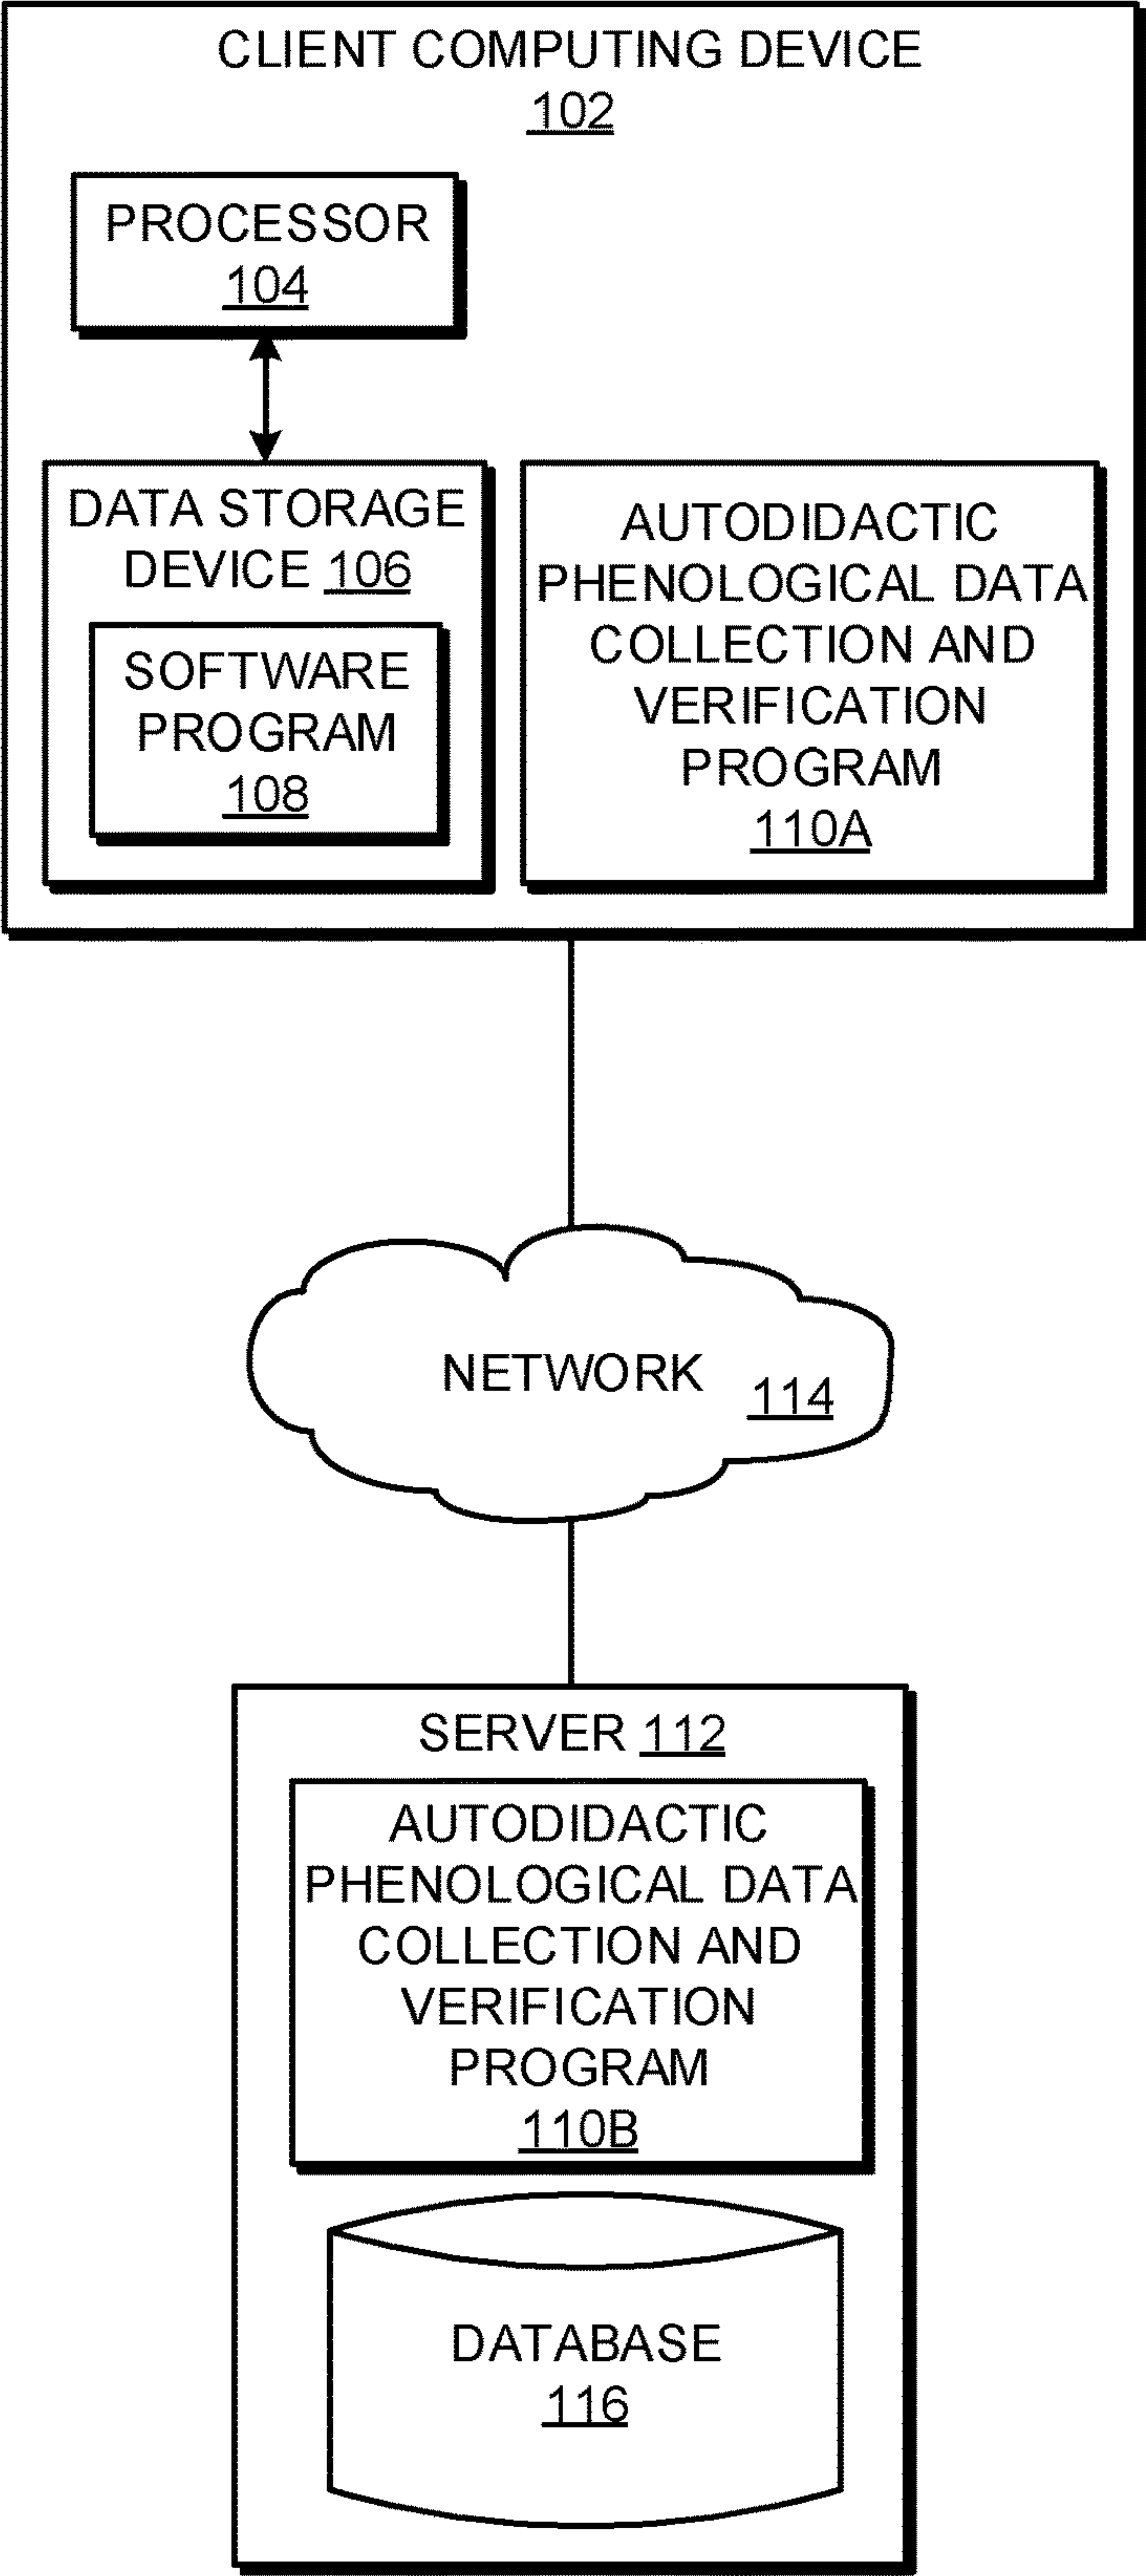 CLIENT COMPUTING DEVICE
102
PROCESSOR
104
DATA STORAGE
DEVICE 106
SOFTWARE
PROGRAM
108
AUTODIDACTIC
PHENOLOGICAL DATA
COLLECTION AND
VERIFICATION
PROGRAM
110A
NETWORK 114
SERVER 112
AUTODIDACTIC
PHENOLOGICAL DATA
COLLECTION AND
VERIFICATION
PROGRAM
110B
DATABASE
116